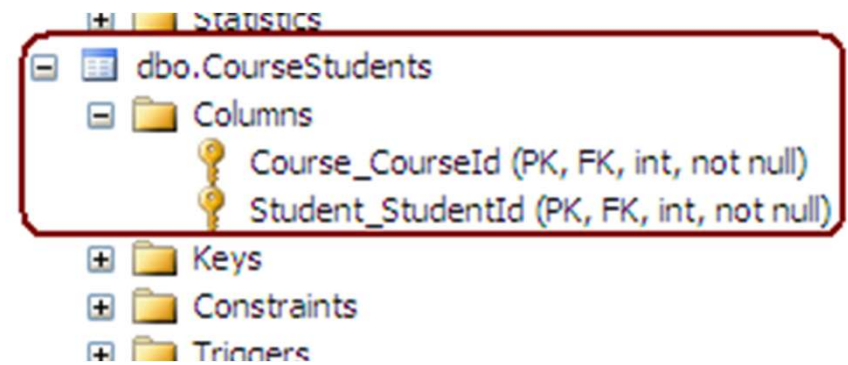 Statistics
dbo.CourseStudents
Columns
Course_CourseId (PK, FK, int, not null)
Student_StudentId (PK, FK, int, not null)
Keys
Constraints
Triggers